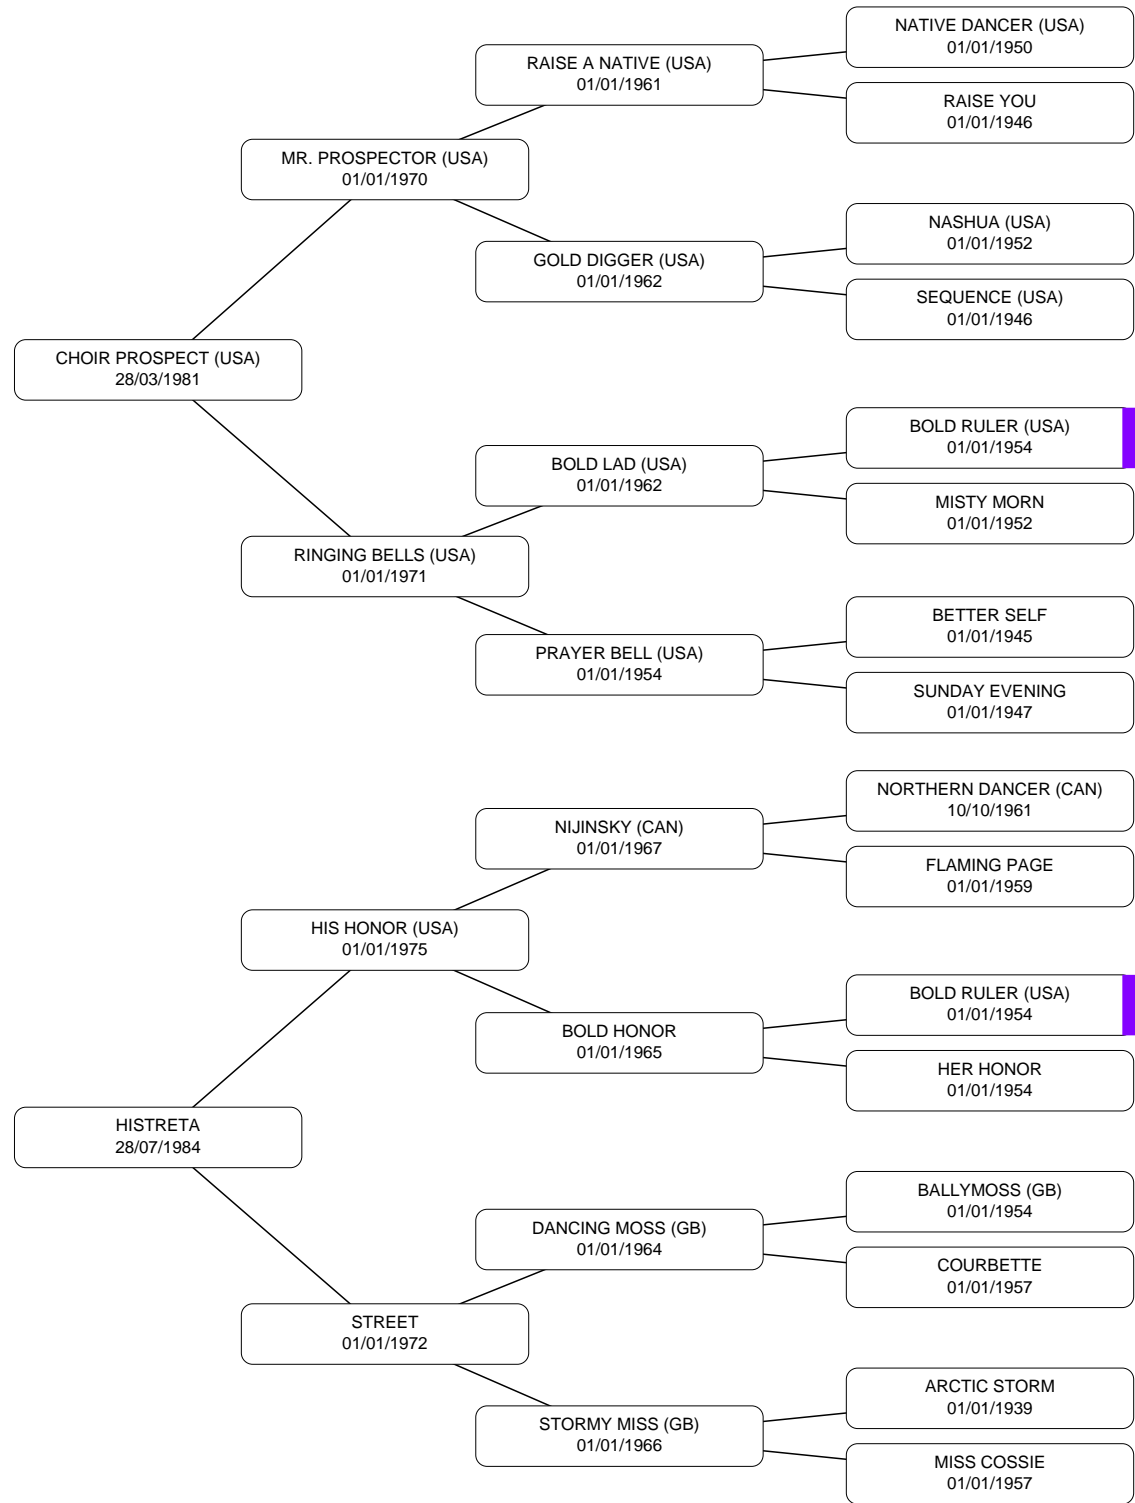 NATIVE DANCER (USA)
01/01/1950
RAISE A NATIVE (USA)
01/01/1961
RAISE YOU
01/01/1946
MR. PROSPECTOR (USA)
01/01/1970
NASHUA (USA)
01/01/1952
GOLD DIGGER (USA)
01/01/1962
SEQUENCE (USA)
01/01/1946
CHOIR PROSPECT (USA)
28/03/1981
BOLD RULER (USA)
01/01/1954
BOLD LAD (USA)
01/01/1962
MISTY MORN
01/01/1952
RINGING BELLS (USA)
01/01/1971
BETTER SELF
01/01/1945
PRAYER BELL (USA)
01/01/1954
SUNDAY EVENING
01/01/1947
NORTHERN DANCER (CAN)
10/10/1961
NIJINSKY (CAN)
01/01/1967
FLAMING PAGE
01/01/1959
HIS HONOR (USA)
01/01/1975
BOLD RULER (USA)
01/01/1954
BOLD HONOR
01/01/1965
HER HONOR
01/01/1954
HISTRETA
28/07/1984
BALLYMOSS (GB)
01/01/1954
DANCING MOSS (GB)
01/01/1964
COURBETTE
01/01/1957
STREET
01/01/1972
ARCTIC STORM
01/01/1939
STORMY MISS (GB)
01/01/1966
MISS COSSIE
01/01/1957